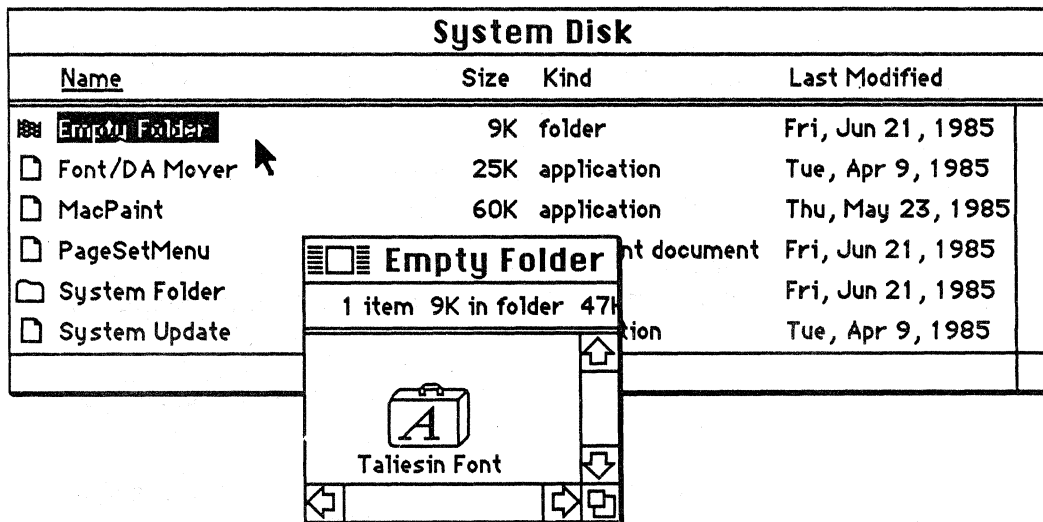 System Disk
Name Size Kind Last Modified
Empty Folder 9K folder Fri, Jun 21, 1985
Font/DA Mover 25K application Tue, Apr 9, 1985
MacPaint 60K application Thu, May 23, 1985
PageSetMenu nt document Fri, Jun 21, 1985
System Folder Fri, Jun 21, 1985
System Update tion Tue, Apr 9, 1985
Empty Folder
1 item 9K in folder 47K
A
Taliesin Font